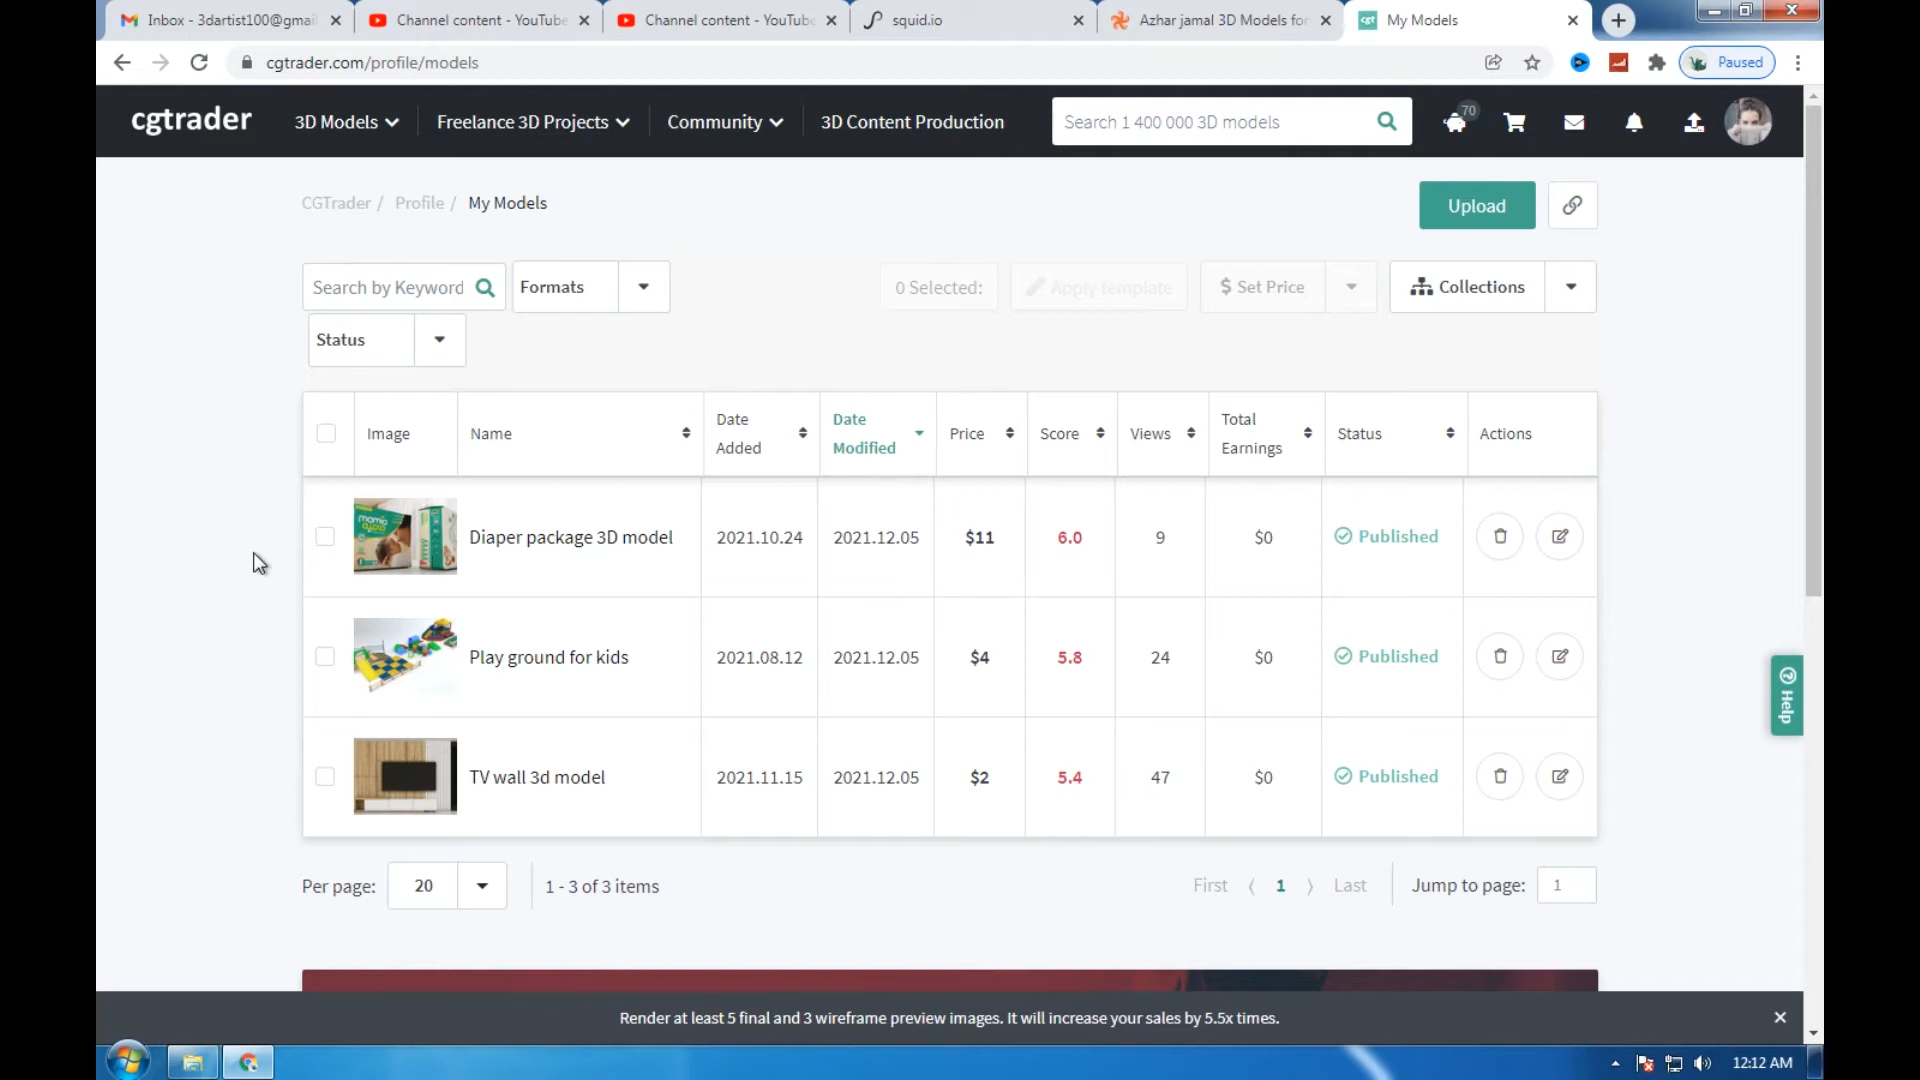 Inbox - 3dartist100@gmai
Channel content - YouTube
Channel content - YouTube
squid.io
Azhar jamal 3D Models for
cgt
My Models
cgtrader.com/profile/models
Paused
cgtrader
3D Models
Freelance 3D Projects
Community
3D Content Production
Search 1 400 000 3D models
70
CGTrader / Profile / My Models
Upload
Search by Keyword
Formats
0 Selected:
Apply template
$ Set Price
Collections
Status
Image
Name
Date Added
Date Modified
Price
Score
Views
Total Earnings
Status
Actions
Diaper package 3D model 2021.10.24 2021.12.05 $11 6.0 9 $0 Published
Play ground for kids 2021.08.12 2021.12.05 $4 5.8 24 $0 Published
TV wall 3d model 2021.11.15 2021.12.05 $2 5.4 47 $0 Published
Help
Per page: 20 1 - 3 of 3 items First 1 Last Jump to page: 1
Render at least 5 final and 3 wireframe preview images. It will increase your sales by 5.5x times.
12:12 AM